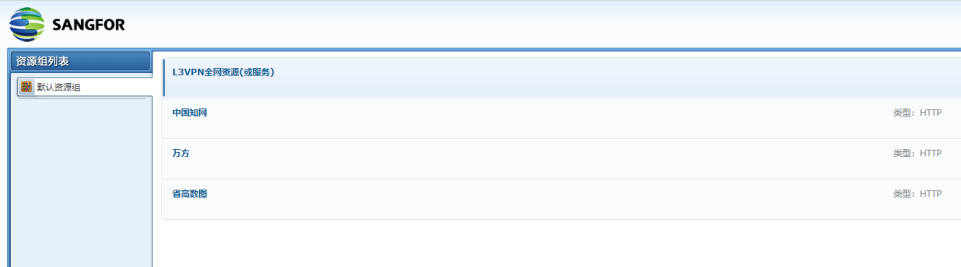 SANGFOR
资源组列表
默认资源组
L3VPN全网资源(或服务)
中国知网
类型：HTTP
万方
类型：HTTP
省高数图
类型：HTTP